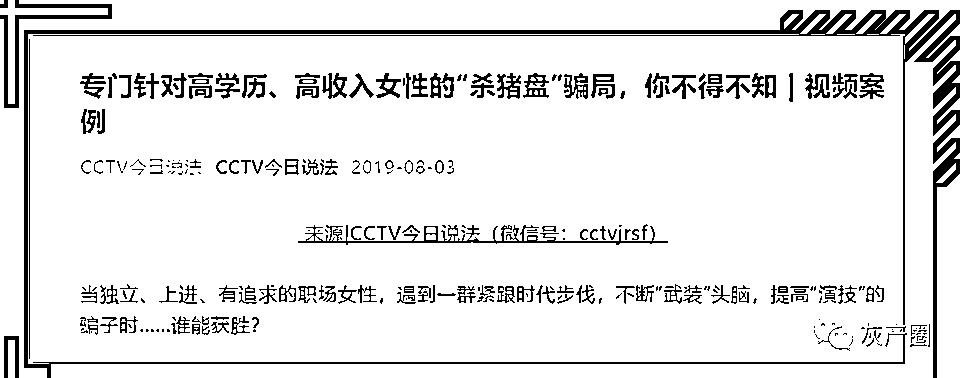 专门针对高学历、高收入女性的“杀猪盘”骗局，你不得不知 | 视频案
例
CCTV今日说法 CCTV今日说法 2019-08-03
来源|CCTV今日说法（微信号：cctvjrsf）
当独立、上进、有追求的职场女性，遇到一群紧跟时代步伐，不断“武装”头脑，提高“演技”的
骗子时......谁能获胜？
灰产圈